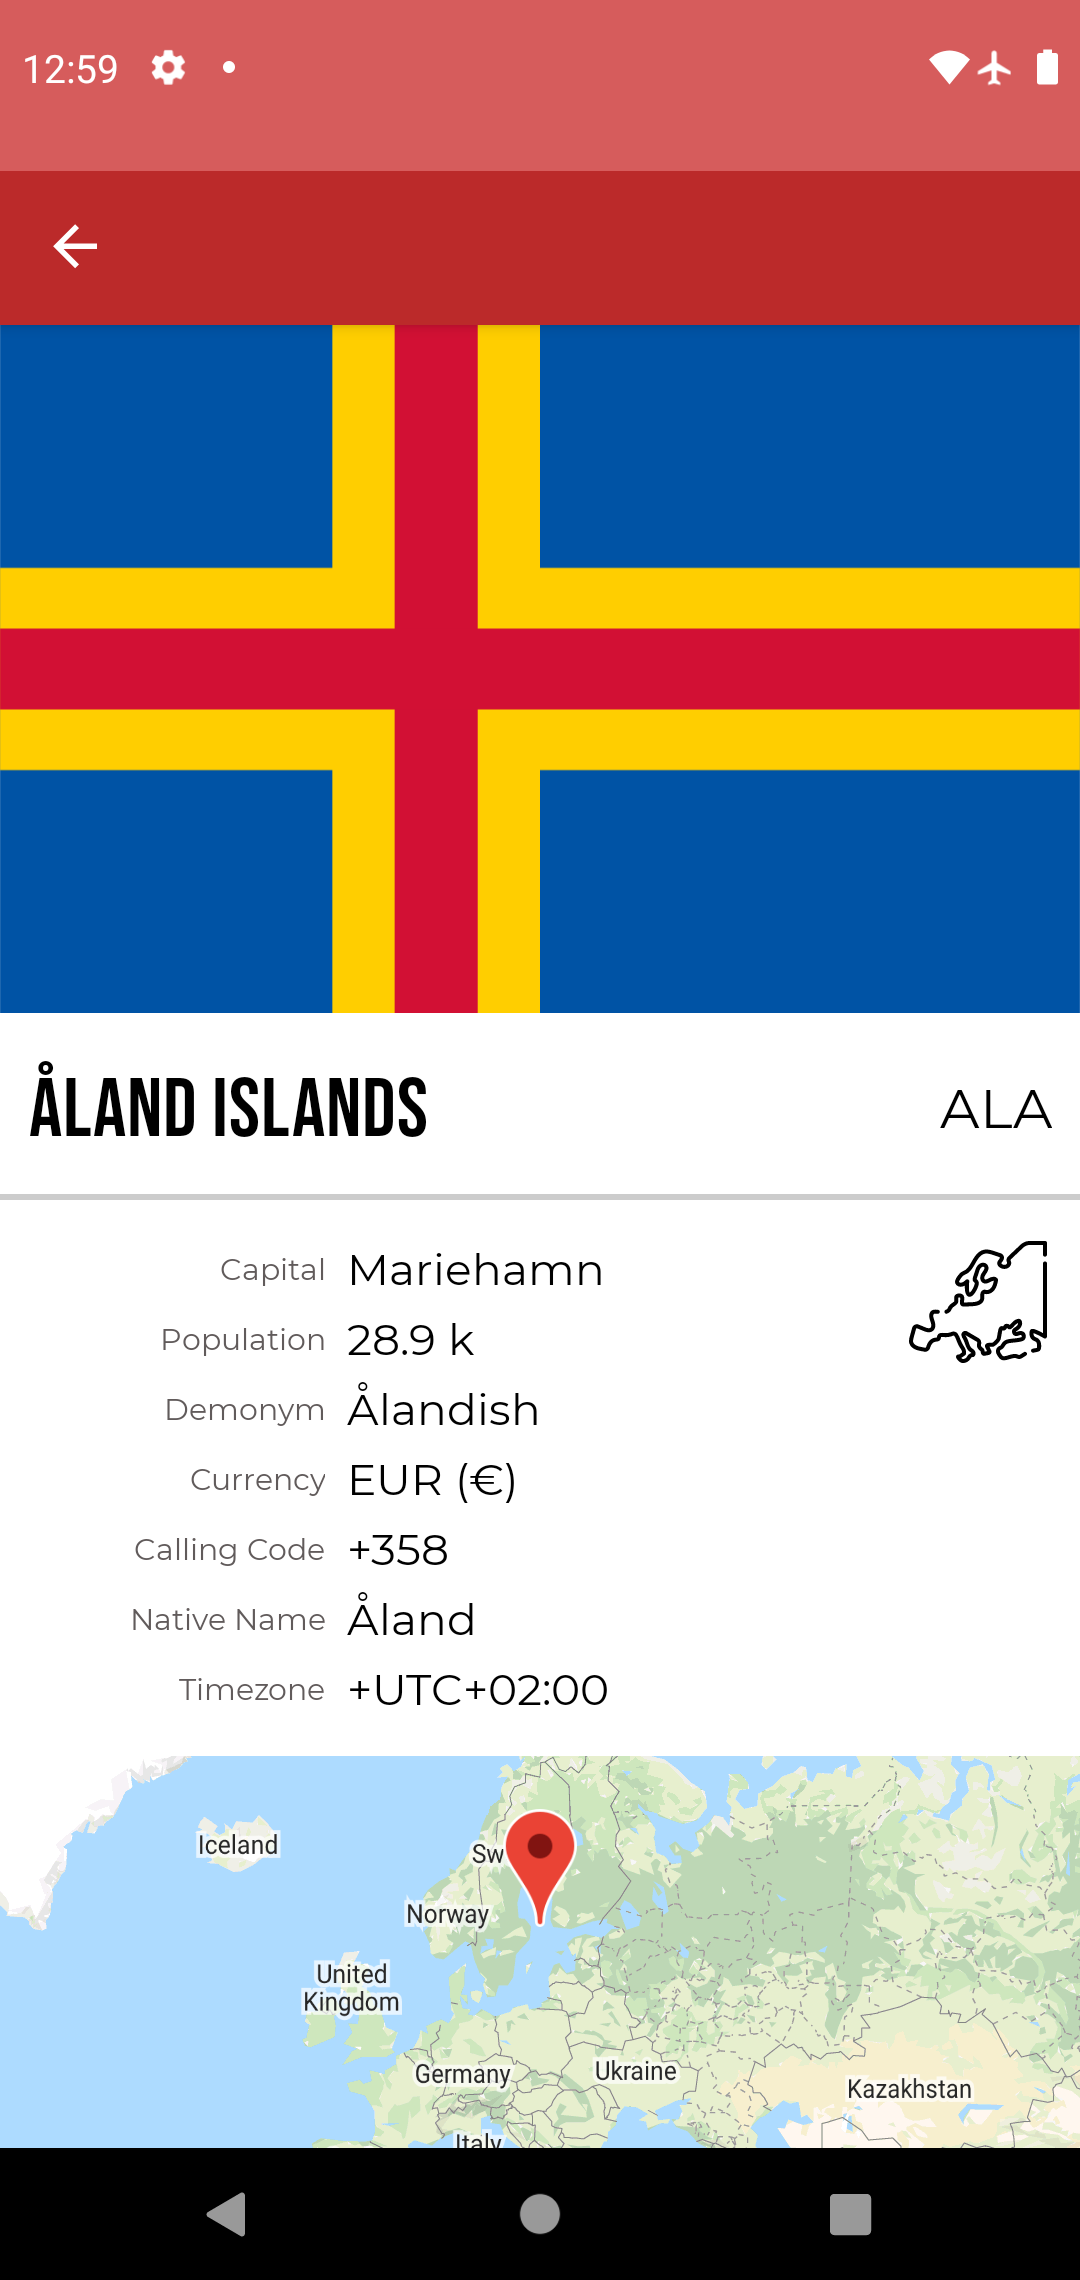 12:59
ÅLAND ISLANDS
ALA
Capital Mariehamn
Population 28.9 k
Demonym Ålandish
Currency EUR (€)
Calling Code +358
Native Name Åland
Timezone +UTC+02:00
Iceland
Sw
Norway
United
Kingdom
Germany
Ukraine
Kazakhstan
Italy